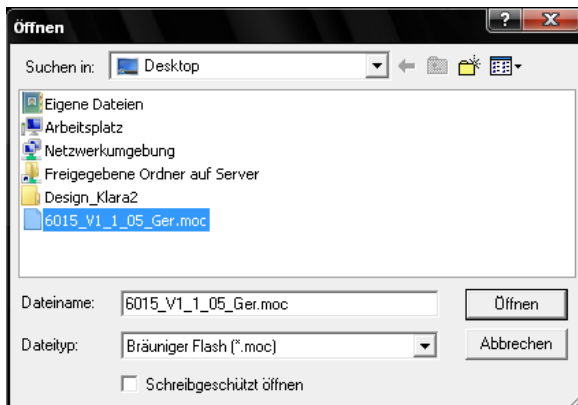 Öffnen
Suchen in: Desktop
Eigene Dateien
Arbeitsplatz
Netzwerkumgebung
Freigegebene Ordner auf Server
Design_Klara2
6015_V1_1_05_Ger.moc
Dateiname: 6015_V1_1_05_Ger.moc Öffnen
Dateityp: Bräuniger Flash (*.moc) Abbrechen
Schreibgeschützt öffnen